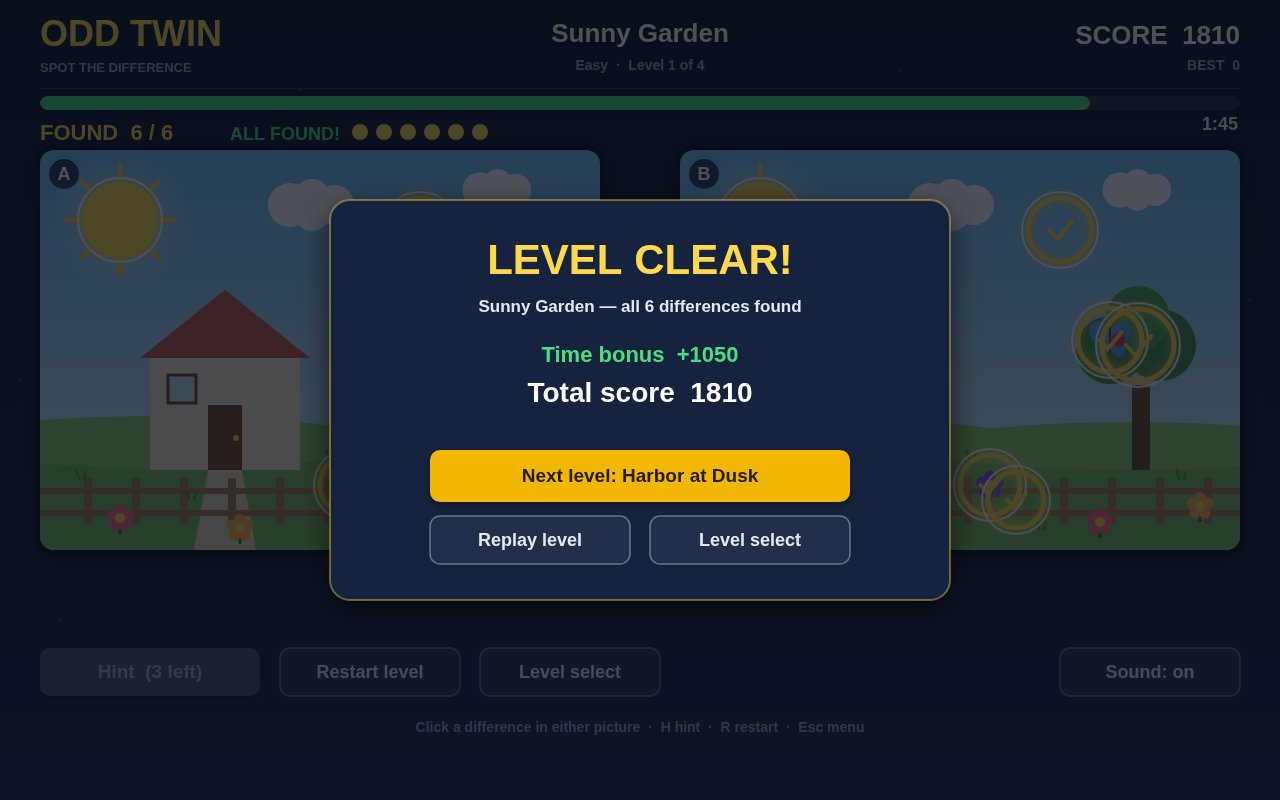 ODD TWIN
SPOT THE DIFFERENCE
Sunny Garden
Easy · Level 1 of 4
SCORE 1810
BEST 0
1:45
FOUND 6 / 6
ALL FOUND!
A
B
LEVEL CLEAR!
Sunny Garden — all 6 differences found
Time bonus +1050
Total score 1810
Next level: Harbor at Dusk
Replay level
Level select
Hint (3 left)
Restart level
Level select
Sound: on
Click a difference in either picture · H hint · R restart · Esc menu